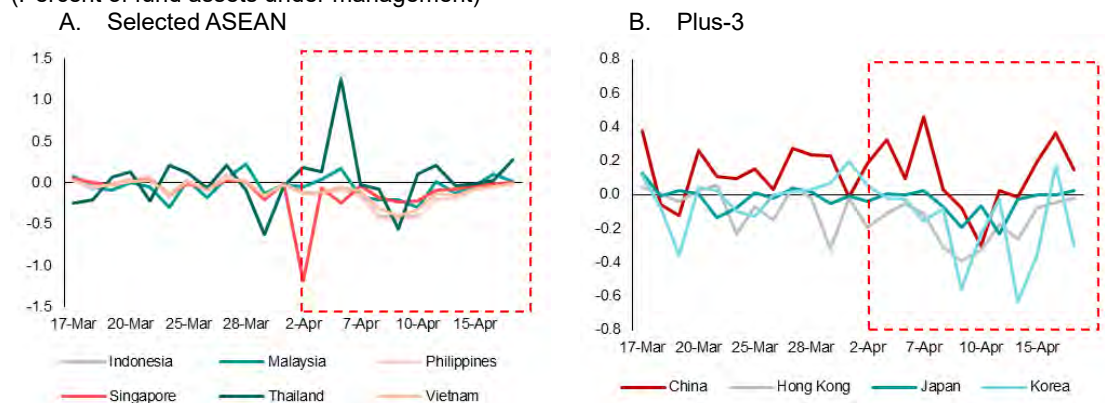 (Percent of fund assets under management)
A. Selected ASEAN
B. Plus-3
1.5
1.0
0.5
0.0
-0.5
-1.0
-1.5
17-Mar 20-Mar 25-Mar 28-Mar 2-Apr 7-Apr 10-Apr 15-Apr
Indonesia Malaysia Philippines
Singapore Thailand Vietnam
0.8
0.6
0.4
0.2
0.0
-0.2
-0.4
-0.6
-0.8
17-Mar 20-Mar 25-Mar 28-Mar 2-Apr 7-Apr 10-Apr 15-Apr
China Hong Kong Japan Korea